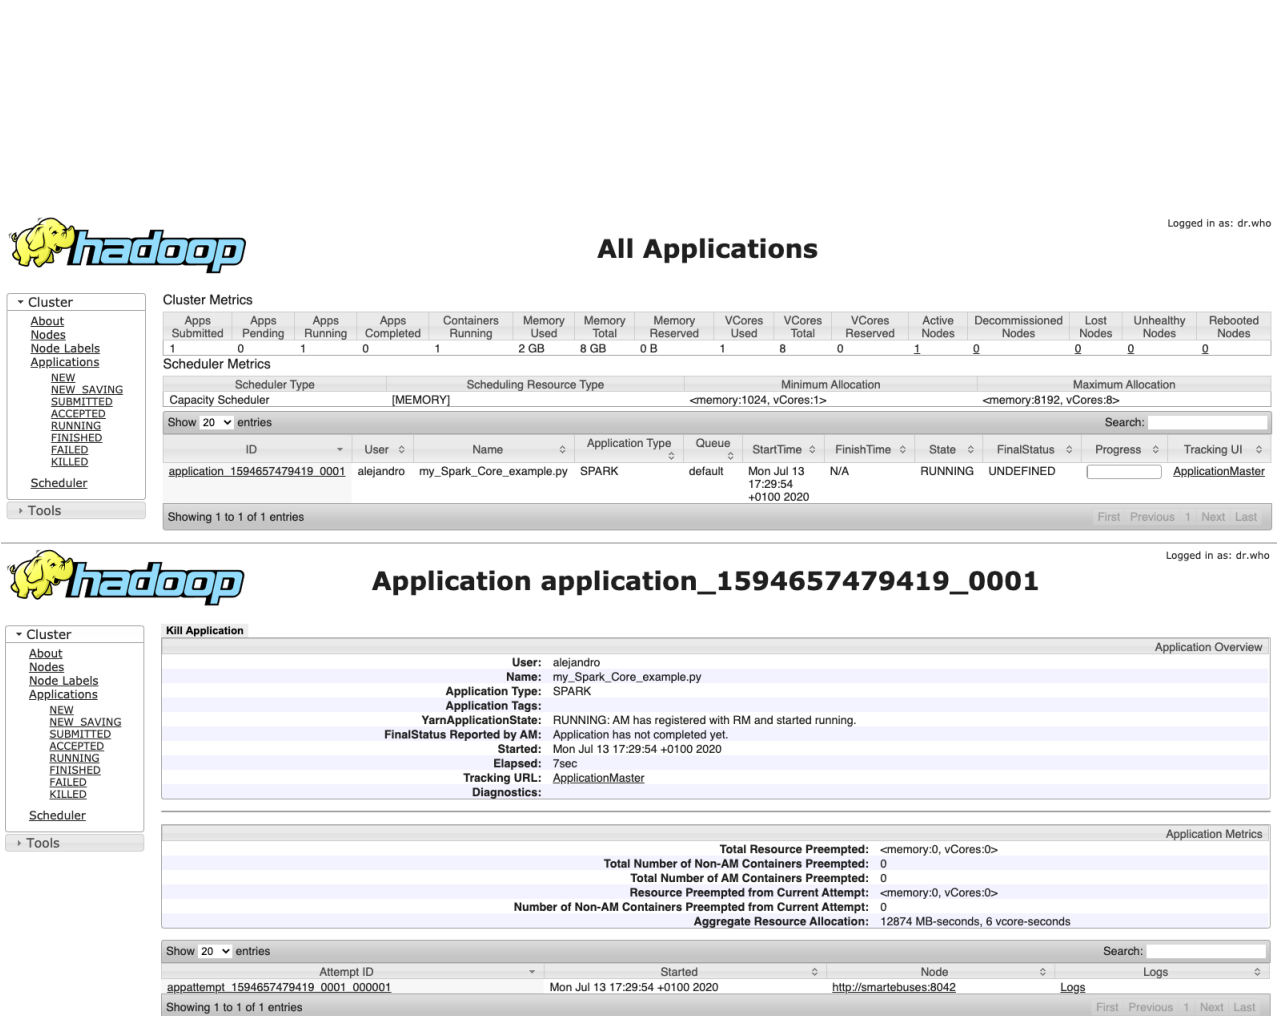 Logged in as: dr.who
hadoop
All Applications
Cluster
About
Nodes
Node Labels
Applications
NEW
NEW_SAVING
SUBMITTED
ACCEPTED
RUNNING
FINISHED
FAILED
KILLED
Scheduler
Tools
Cluster Metrics
Apps Submitted Apps Pending Apps Running Apps Completed Containers Running Memory Used Memory Total Memory Reserved VCores Used VCores Total VCores Reserved Active Nodes Decommissioned Nodes Lost Nodes Unhealthy Nodes Rebooted Nodes
1 0 1 0 1 2 GB 8 GB 0 B 1 8 0 1 0 0 0 0
Scheduler Metrics
Scheduler Type Scheduling Resource Type Minimum Allocation Maximum Allocation
Capacity Scheduler [MEMORY] <memory:1024, vCores:1> <memory:8192, vCores:8>
Show 20 entries Search:
ID User Name Application Type Queue StartTime FinishTime State FinalStatus Progress Tracking UI
application_1594657479419_0001 alejandro my_Spark_Core_example.py SPARK default Mon Jul 13 17:29:54 +0100 2020 N/A RUNNING UNDEFINED ApplicationMaster
Showing 1 to 1 of 1 entries First Previous 1 Next Last
Logged in as: dr.who
hadoop
Application application_1594657479419_0001
Cluster
About
Nodes
Node Labels
Applications
NEW
NEW_SAVING
SUBMITTED
ACCEPTED
RUNNING
FINISHED
FAILED
KILLED
Scheduler
Tools
Kill Application
Application Overview
User: alejandro
Name: my_Spark_Core_example.py
Application Type: SPARK
Application Tags:
YarnApplicationState: RUNNING: AM has registered with RM and started running.
FinalStatus Reported by AM: Application has not completed yet.
Started: Mon Jul 13 17:29:54 +0100 2020
Elapsed: 7sec
Tracking URL: ApplicationMaster
Diagnostics:
Application Metrics
Total Resource Preempted: <memory:0, vCores:0>
Total Number of Non-AM Containers Preempted: 0
Total Number of AM Containers Preempted: 0
Resource Preempted from Current Attempt: <memory:0, vCores:0>
Number of Non-AM Containers Preempted from Current Attempt: 0
Aggregate Resource Allocation: 12874 MB-seconds, 6 vcore-seconds
Show 20 entries Search:
Attempt ID Started Node Logs
appattempt_1594657479419_0001_000001 Mon Jul 13 17:29:54 +0100 2020 http://smartebuses:8042 Logs
Showing 1 to 1 of 1 entries First Previous 1 Next Last